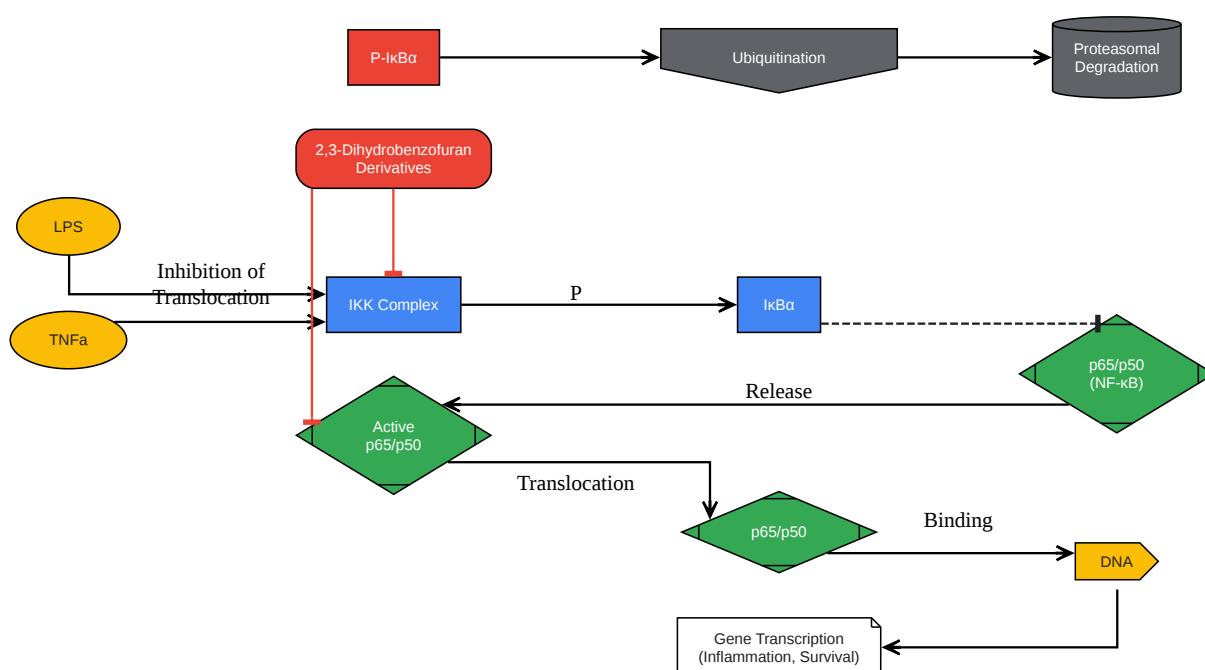 P-IκBα
Ubiquitination
Proteasomal
Degradation
2,3-Dihydrobenzofuran
Derivatives
LPS
Inhibition of
Translocation
TNFa
IKK Complex
P
IκBα
p65/p50
(NF-κB)
Release
Active
p65/p50
Translocation
p65/p50
Binding
DNA
Gene Transcription
(Inflammation, Survival)